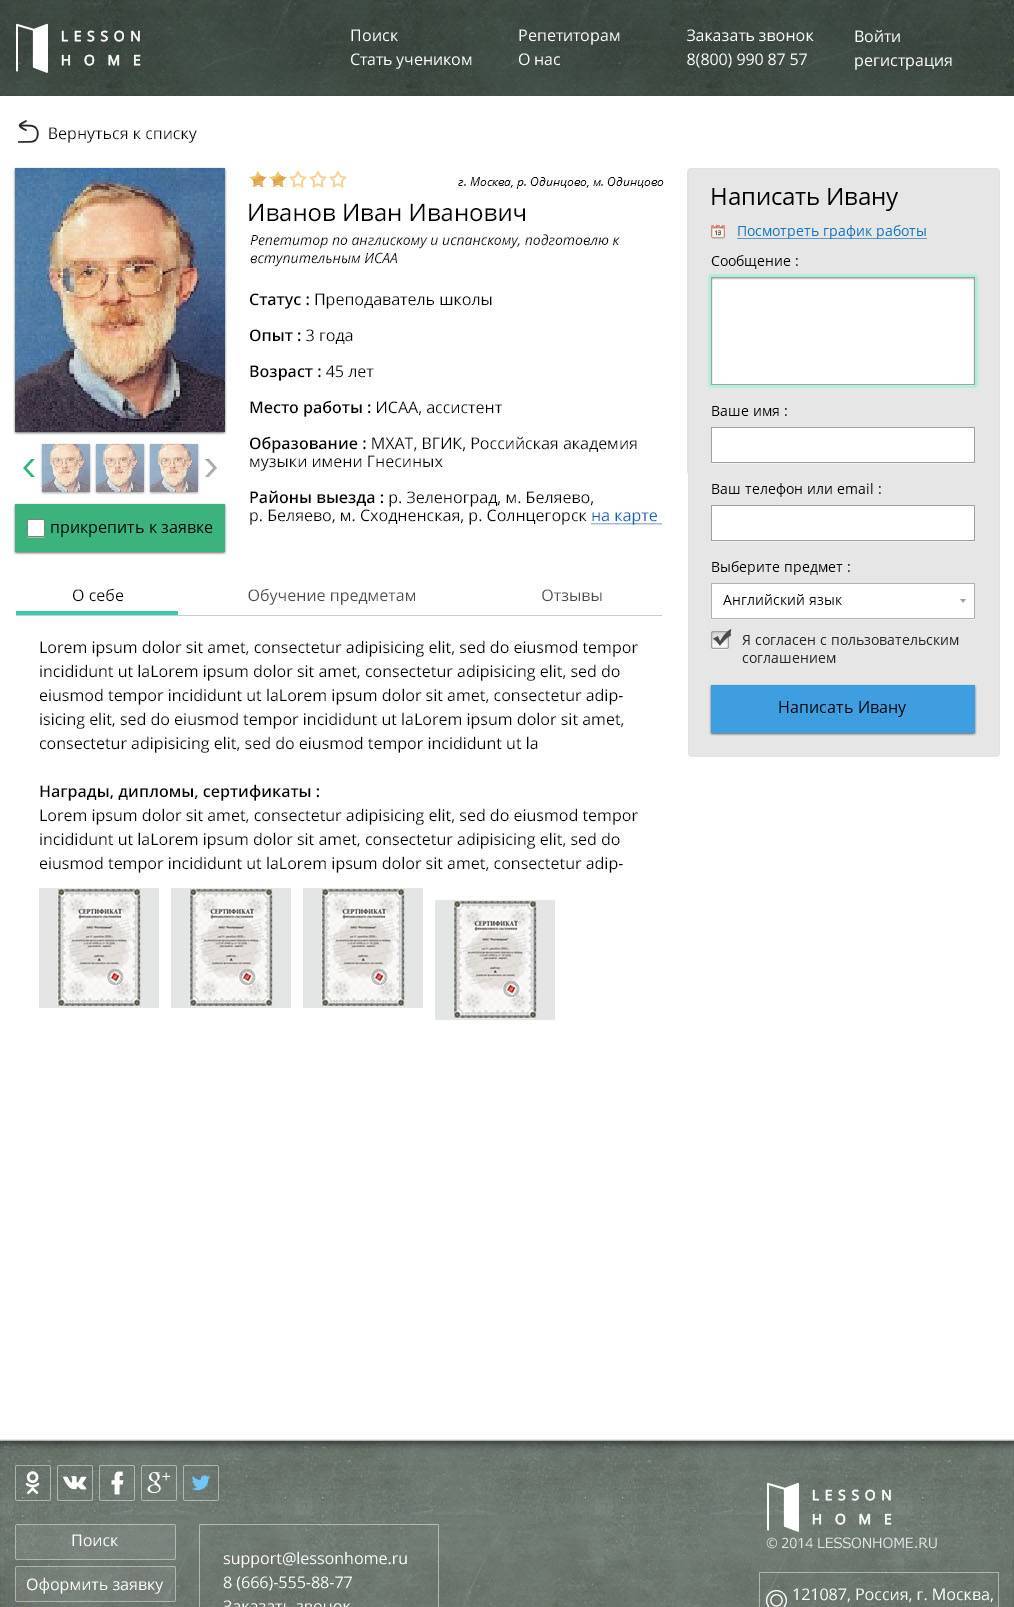 LESSON
HOME
Поиск
Стать учеником
Репетиторам
О нас
Заказать звонок
8(800) 990 87 57
Войти
регистрация
Вернуться к списку
г. Москва, р. Одинцово, м. Одинцово
Иванов Иван Иванович
Репетитор по англискому и испанскому, подготовлю к
вступительным ИСАА
Статус : Преподаватель школы
Опыт : 3 года
Возраст : 45 лет
Место работы : ИСАА, ассистент
Образование : МХАТ, ВГИК, Российская академия
музыки имени Гнесиных
Районы выезда : р. Зеленоград, м. Беляево,
р. Беляево, м. Сходненская, р. Солнцегорск на карте
прикрепить к заявке
Написать Ивану
13
Посмотреть график работы
Сообщение :
Ваше имя :
Ваш телефон или email :
Выберите предмет :
Английский язык
Я согласен с пользовательским
соглашением
Написать Ивану
О себе
Обучение предметам
Отзывы
Lorem ipsum dolor sit amet, consectetur adipisicing elit, sed do eiusmod tempor
incididunt ut laLorem ipsum dolor sit amet, consectetur adipisicing elit, sed do
eiusmod tempor incididunt ut laLorem ipsum dolor sit amet, consectetur adip-
isicing elit, sed do eiusmod tempor incididunt ut laLorem ipsum dolor sit amet,
consectetur adipisicing elit, sed do eiusmod tempor incididunt ut la
Награды, дипломы, сертификаты :
Lorem ipsum dolor sit amet, consectetur adipisicing elit, sed do eiusmod tempor
incididunt ut laLorem ipsum dolor sit amet, consectetur adipisicing elit, sed do
eiusmod tempor incididunt ut laLorem ipsum dolor sit amet, consectetur adip-
СЕРТИФИКАТ
СЕРТИФИКАТ
СЕРТИФИКАТ
СЕРТИФИКАТ
Поиск
Оформить заявку
support@lessonhome.ru
8 (666)-555-88-77
Заказать звонок
LESSON
HOME
© 2014 LESSONHOME.RU
121087, Россия, г. Москва,